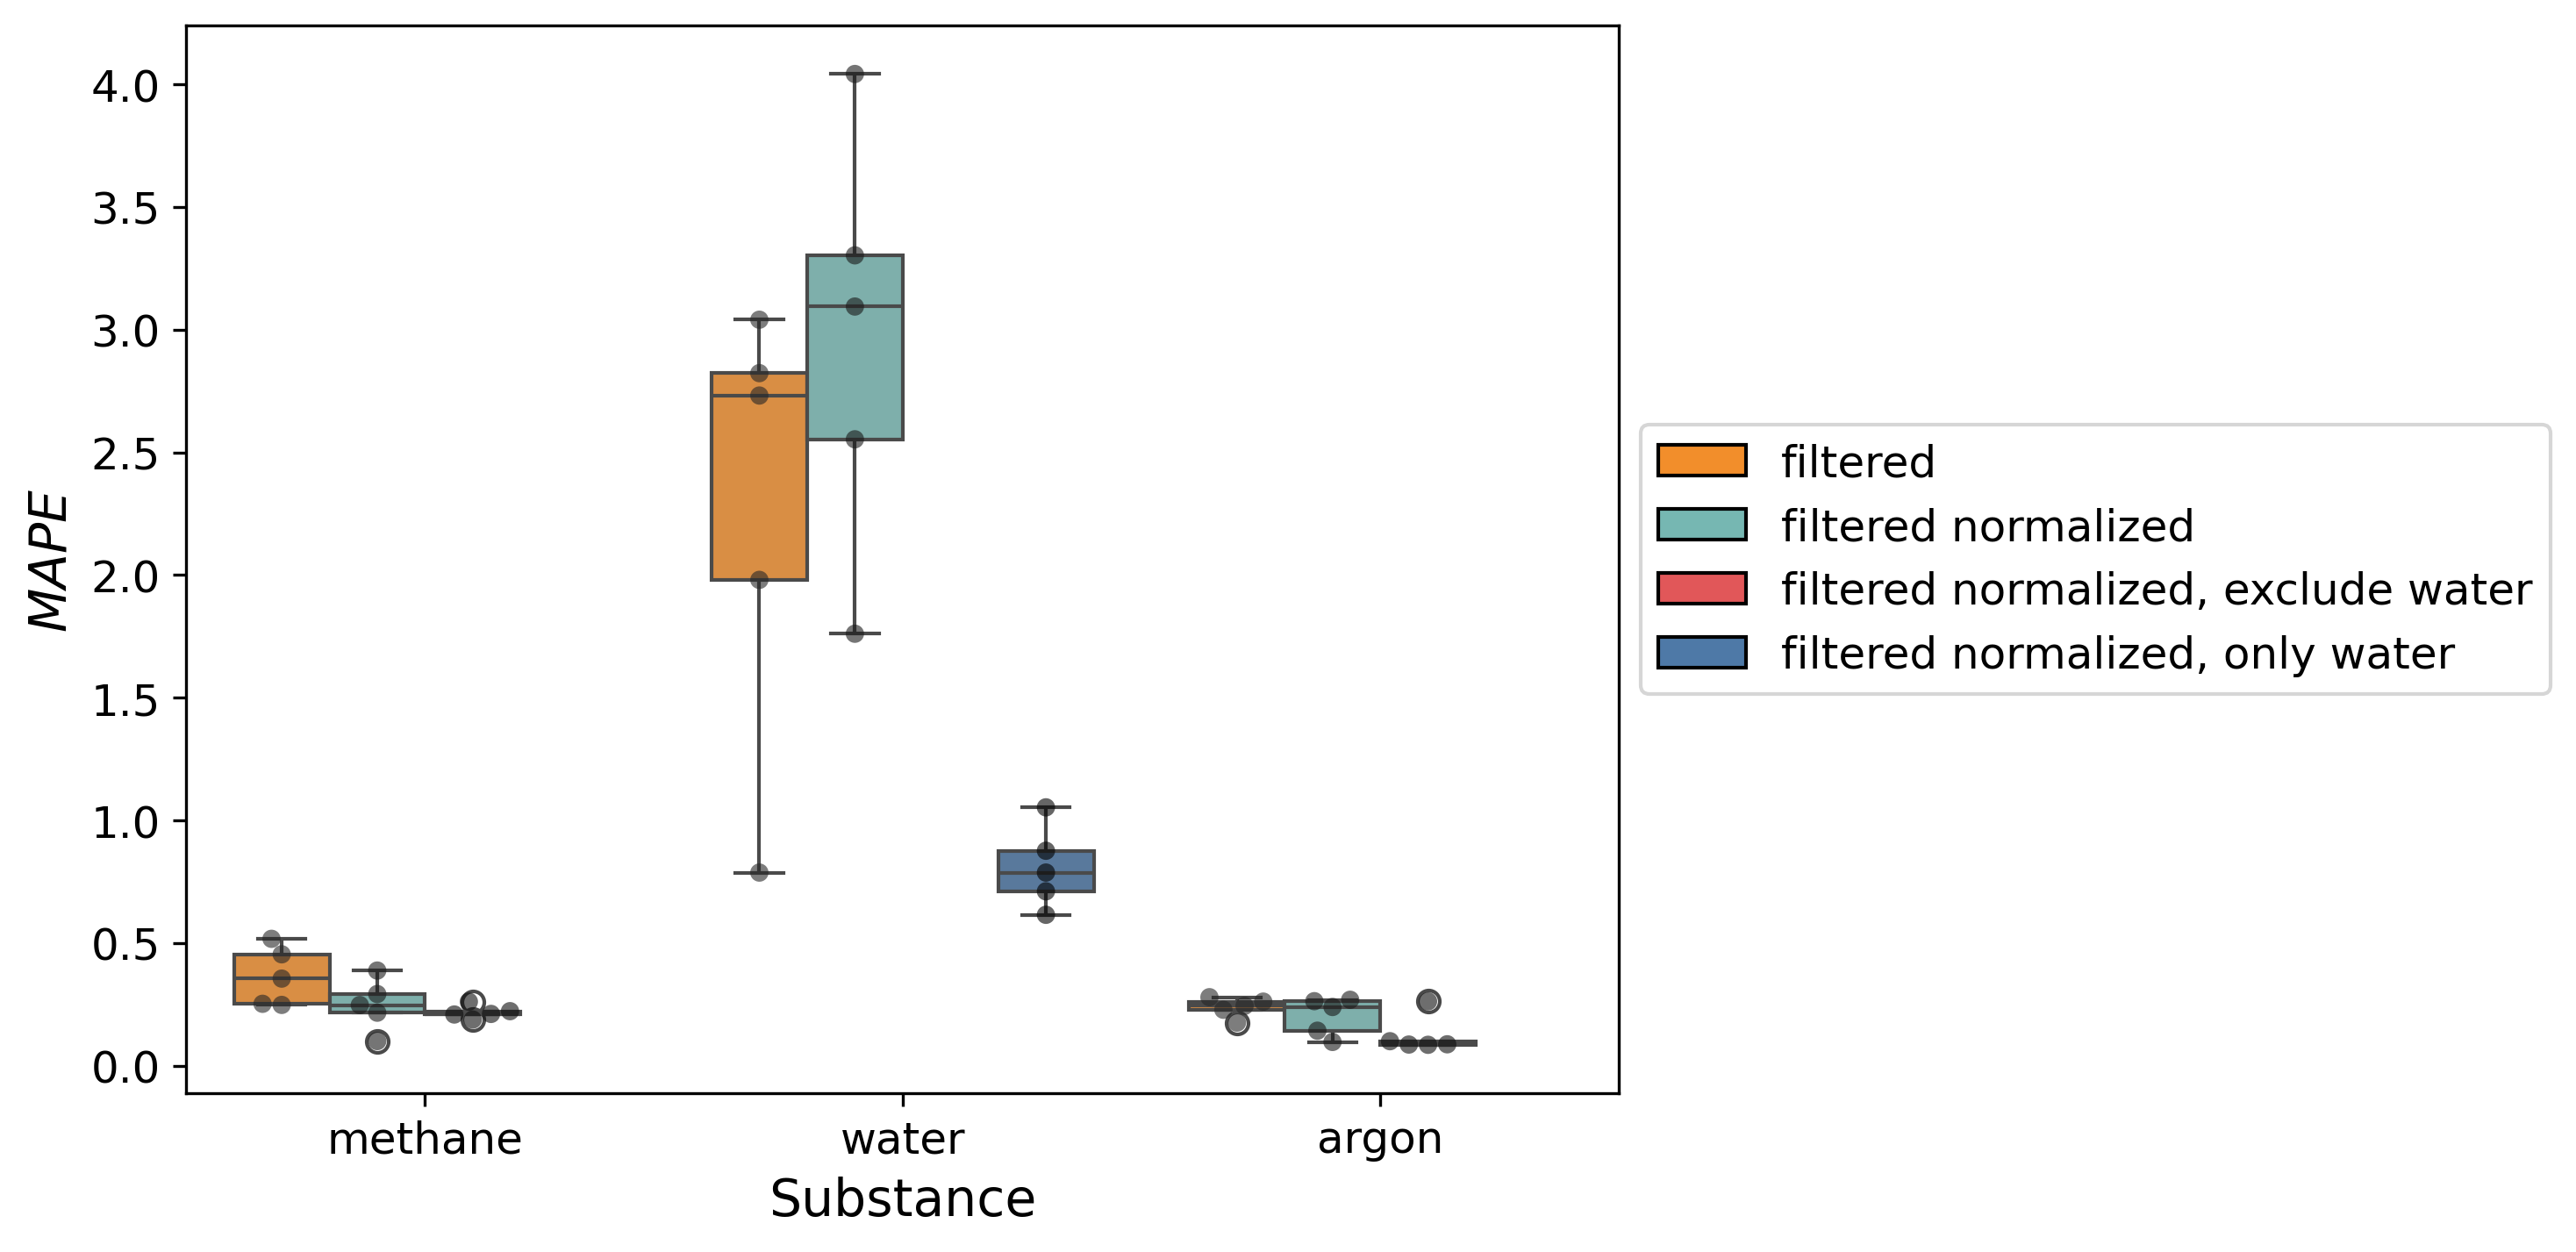 4.0
3.5
3.0
2.5
2.0
1.5
1.0
0.5
0.0
MAPE
methane
water
argon
Substance
filtered
filtered normalized
filtered normalized, exclude water
filtered normalized, only water